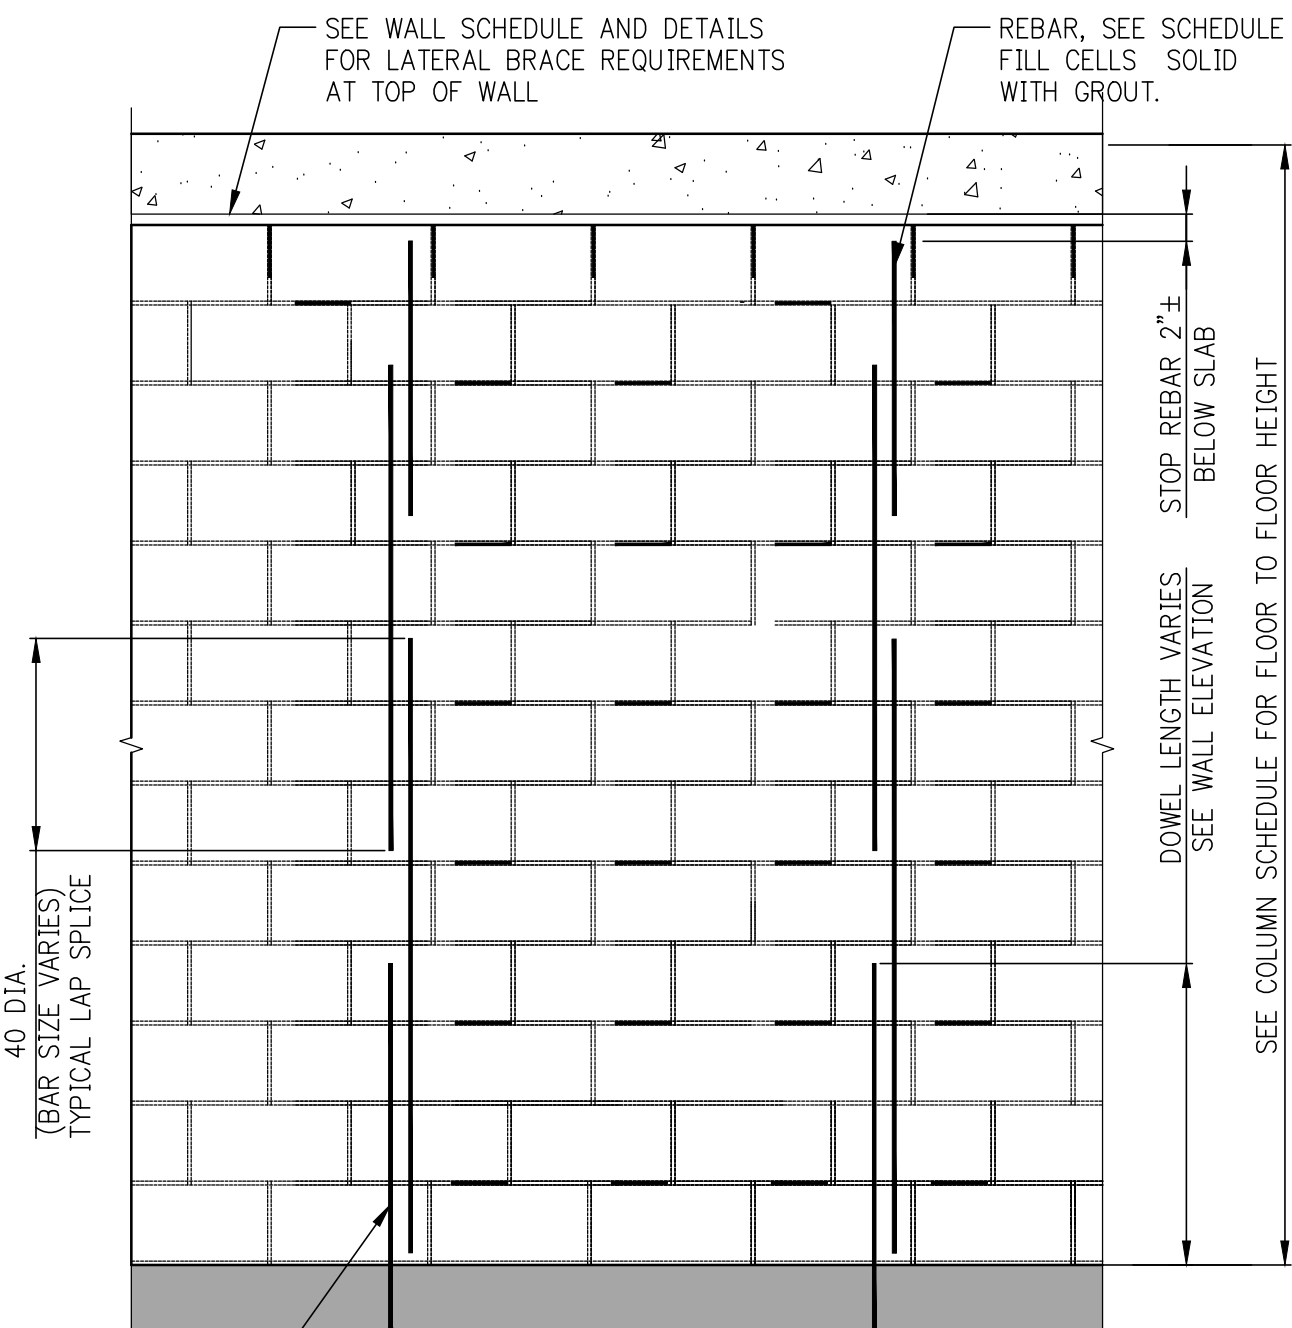 SEE WALL SCHEDULE AND DETAILS
FOR LATERAL BRACE REQUIREMENTS
AT TOP OF WALL
REBAR, SEE SCHEDULE
FILL CELLS SOLID
WITH GROUT.
STOP REBAR 2"±
BELOW SLAB
DOWEL LENGTH VARIES
SEE WALL ELEVATION
SEE COLUMN SCHEDULE FOR FLOOR TO FLOOR HEIGHT
40 DIA.
(BAR SIZE VARIES)
TYPICAL LAP SPLICE